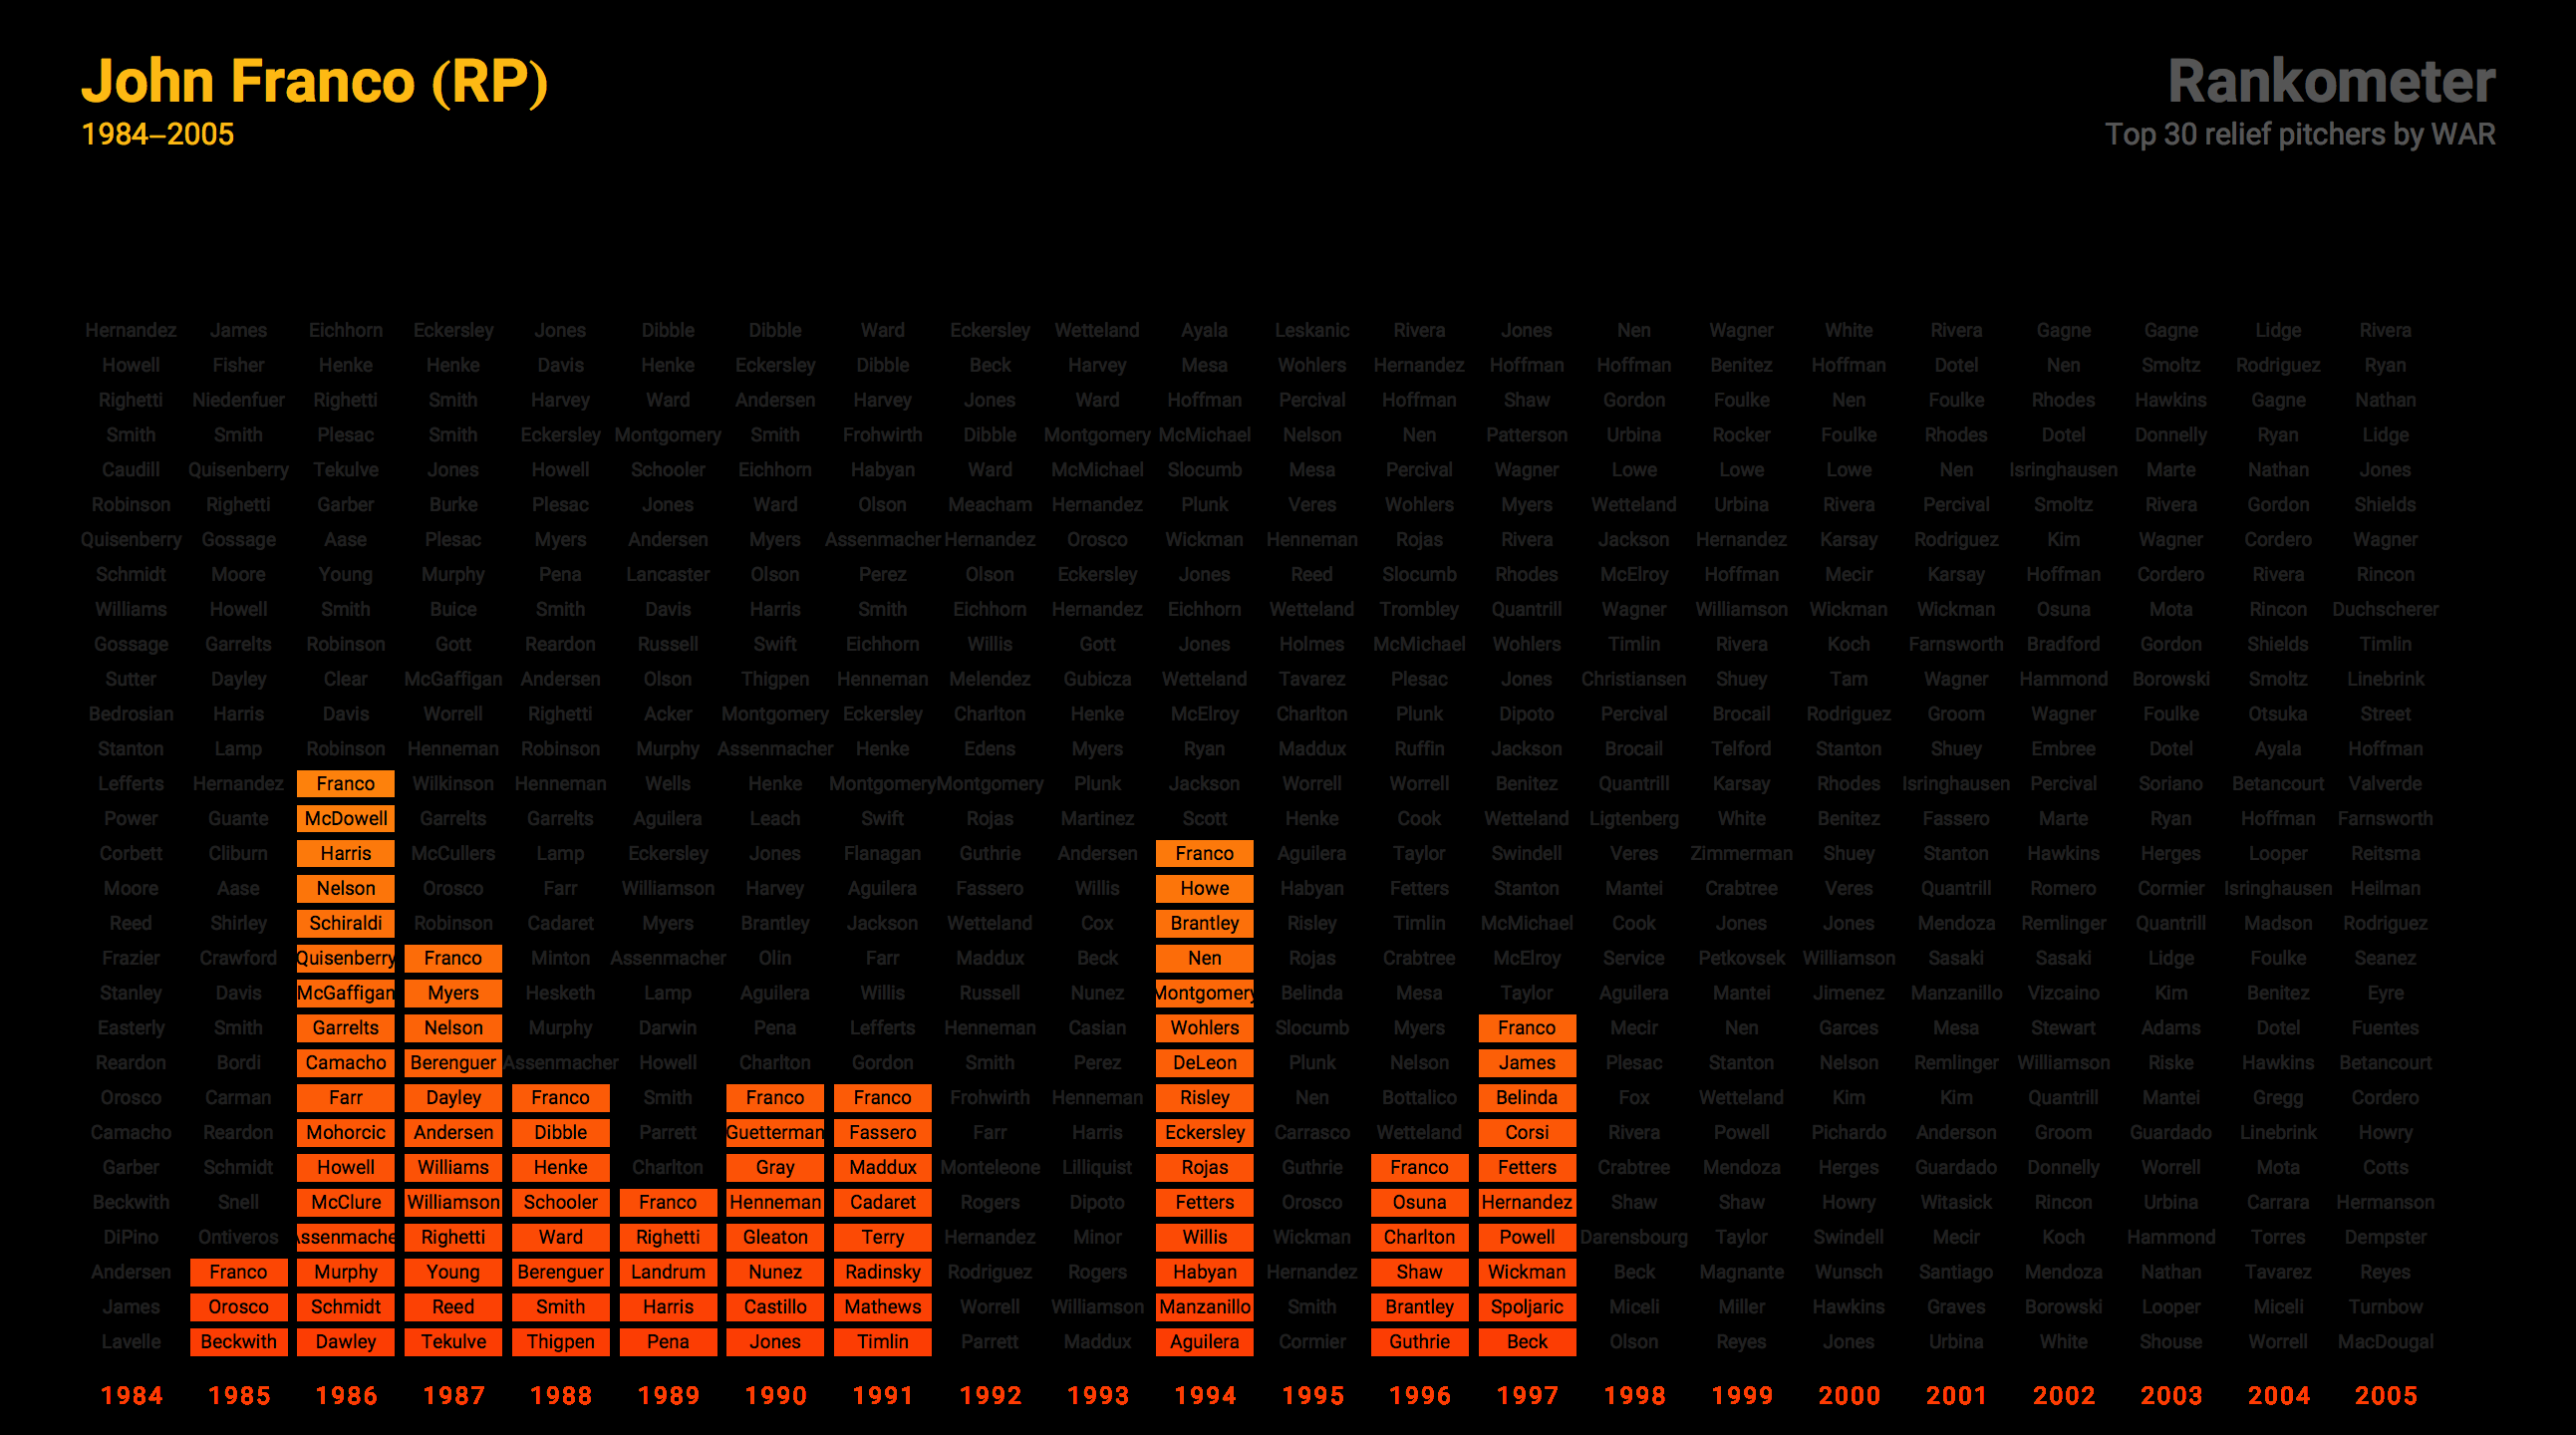 John Franco (RP)
1984–2005
Rankometer
Top 30 relief pitchers by WAR
Hernandez James Eichhorn Eckersley Jones Dibble Dibble Ward Eckersley Wetteland Ayala Leskanic Rivera Jones Nen Wagner White Rivera Gagne Gagne Lidge Rivera
Howell Fisher Henke Henke Davis Henke Eckersley Dibble Beck Harvey Mesa Wohlers Hernandez Hoffman Hoffman Benitez Hoffman Dotel Nen Smoltz Rodriguez Ryan
Righetti Niedenfuer Righetti Smith Harvey Ward Andersen Harvey Jones Ward Hoffman Percival Hoffman Shaw Gordon Foulke Nen Foulke Rhodes Hawkins Gagne Nathan
Smith Smith Plesac Smith Eckersley Montgomery Smith Frohwirth Dibble Montgomery McMichael Nelson Nen Patterson Urbina Rocker Foulke Rhodes Dotel Donnelly Ryan Lidge
Caudill Quisenberry Tekulve Jones Howell Schooler Eichhorn Habyan Ward McMichael Slocumb Mesa Percival Wagner Lowe Lowe Lowe Nen Isringhausen Marte Nathan Jones
Robinson Righetti Garber Burke Plesac Jones Ward Olson Meacham Hernandez Plunk Veres Wohlers Myers Wetteland Urbina Rivera Percival Smoltz Rivera Gordon Shields
Quisenberry Gossage Aase Plesac Myers Andersen Myers Assenmacher Hernandez Orosco Wickman Henneman Rojas Rivera Jackson Hernandez Karsay Rodriguez Kim Wagner Cordero Wagner
Schmidt Moore Young Murphy Pena Lancaster Olson Perez Olson Eckersley Jones Reed Slocumb Rhodes McElroy Hoffman Mecir Karsay Hoffman Cordero Rivera Rincon
Williams Howell Smith Buice Smith Davis Harris Smith Eichhorn Hernandez Eichhorn Wetteland Trombley Quantrill Wagner Williamson Wickman Wickman Osuna Mota Rincon Duchscherer
Gossage Garrelts Robinson Gott Reardon Russell Swift Eichhorn Willis Gott Jones Holmes McMichael Wohlers Timlin Rivera Koch Farnsworth Bradford Gordon Shields Timlin
Sutter Dayley Clear McGaffigan Andersen Olson Thigpen Henneman Melendez Gubicza Wetteland Tavarez Plesac Jones Christiansen Shuey Tam Wagner Hammond Borowski Smoltz Linebrink
Bedrosian Harris Davis Worrell Righetti Acker Montgomery Eckersley Charlton Henke McElroy Charlton Plunk Dipoto Percival Brocail Rodriguez Groom Wagner Foulke Otsuka Street
Stanton Lamp Robinson Henneman Robinson Murphy Assenmacher Henke Edens Myers Ryan Maddux Ruffin Jackson Brocail Telford Stanton Shuey Embree Dotel Ayala Hoffman
Lefferts Hernandez Franco Wilkinson Henneman Wells Henke Montgomery Montgomery Plunk Jackson Worrell Worrell Benitez Quantrill Karsay Rhodes Isringhausen Percival Soriano Betancourt Valverde
Power Guante McDowell Garrelts Garrelts Aguilera Leach Swift Rojas Martinez Scott Henke Cook Wetteland Ligtenberg White Benitez Fassero Marte Ryan Hoffman Farnsworth
Corbett Cliburn Harris McCullers Lamp Eckersley Jones Flanagan Guthrie Andersen Franco Aguilera Taylor Swindell Veres Zimmerman Shuey Stanton Hawkins Herges Looper Reitsma
Moore Aase Nelson Orosco Farr Williamson Harvey Aguilera Fassero Willis Howe Habyan Fetters Stanton Mantei Crabtree Veres Quantrill Romero Cormier Isringhausen Heilman
Reed Shirley Schiraldi Robinson Cadaret Myers Brantley Jackson Wetteland Cox Brantley Risley Timlin McMichael Cook Jones Jones Mendoza Remlinger Quantrill Madson Rodriguez
Frazier Crawford Quisenberry Franco Minton Assenmacher Olin Farr Maddux Beck Nen Rojas Crabtree McElroy Service Petkovsek Williamson Sasaki Sasaki Lidge Foulke Seanez
Stanley Davis McGaffigan Myers Hesketh Lamp Aguilera Willis Russell Nunez Montgomery Belinda Mesa Taylor Aguilera Mantei Jimenez Manzanillo Vizcaino Kim Benitez Eyre
Easterly Smith Garrelts Nelson Murphy Darwin Pena Lefferts Henneman Casian Wohlers Slocumb Myers Franco Mecir Nen Garces Mesa Stewart Adams Dotel Fuentes
Reardon Bordi Camacho Berenguer Assenmacher Howell Charlton Gordon Smith Perez DeLeon Plunk Nelson James Plesac Stanton Nelson Remlinger Williamson Riske Hawkins Betancourt
Orosco Carman Farr Dayley Franco Smith Franco Franco Frohwirth Henneman Risley Nen Bottalico Belinda Fox Wetteland Kim Kim Quantrill Mantei Gregg Cordero
Camacho Reardon Mohorcic Andersen Dibble Parrett Guetterman Fassero Farr Harris Eckersley Carrasco Wetteland Corsi Rivera Powell Pichardo Anderson Groom Guardado Linebrink Howry
Garber Schmidt Howell Williams Henke Charlton Gray Maddux Monteleone Lilliquist Rojas Guthrie Franco Fetters Crabtree Mendoza Herges Guardado Donnelly Worrell Mota Cotts
Beckwith Snell McClure Williamson Schooler Franco Henneman Cadaret Rogers Dipoto Fetters Orosco Osuna Hernandez Shaw Shaw Howry Witasick Rincon Urbina Carrara Hermanson
DiPino Ontiveros Assenmache Righetti Ward Righetti Gleaton Terry Hernandez Minor Willis Wickman Charlton Powell Darensbourg Taylor Swindell Mecir Koch Hammond Torres Dempster
Andersen Franco Murphy Young Berenguer Landrum Nunez Radinsky Rodriguez Rogers Habyan Hernandez Shaw Wickman Beck Magnante Wunsch Santiago Mendoza Nathan Tavarez Reyes
James Orosco Schmidt Reed Smith Harris Castillo Mathews Worrell Williamson Manzanillo Smith Brantley Spoljaric Miceli Miller Hawkins Graves Borowski Looper Miceli Turnbow
Lavelle Beckwith Dawley Tekulve Thigpen Pena Jones Timlin Parrett Maddux Aguilera Cormier Guthrie Beck Olson Reyes Jones Urbina White Shouse Worrell MacDougal
1984 1985 1986 1987 1988 1989 1990 1991 1992 1993 1994 1995 1996 1997 1998 1999 2000 2001 2002 2003 2004 2005